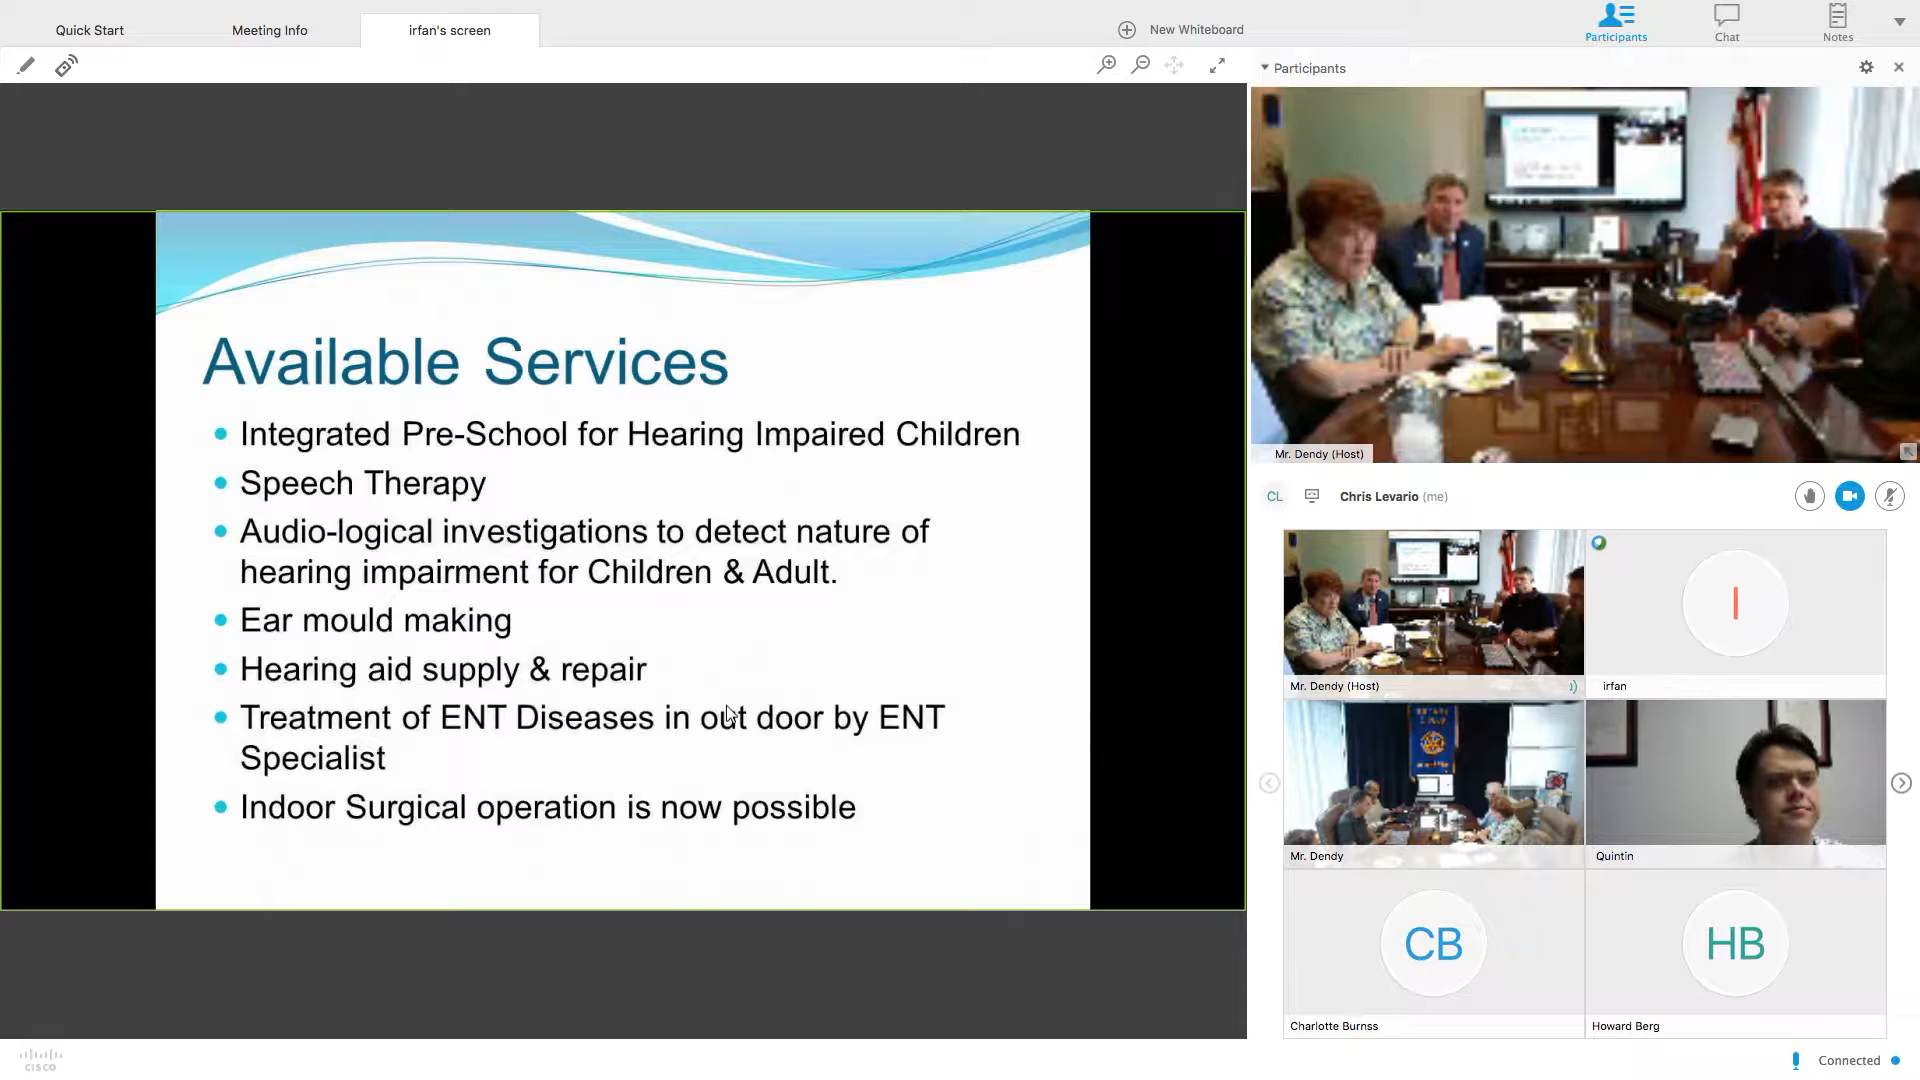 Quick Start
Meeting Info
irfan's screen
New Whiteboard
Participants
Chat
Notes
Participants
Available Services
Integrated Pre-School for Hearing Impaired Children
Speech Therapy
Audio-logical investigations to detect nature of
hearing impairment for Children & Adult.
Ear mould making
Hearing aid supply & repair
Treatment of ENT Diseases in out door by ENT
Specialist
Indoor Surgical operation is now possible
Mr. Dendy (Host)
CL
Chris Levario (me)
Mr. Dendy (Host)
I
irfan
Mr. Dendy
Quintin
CB
HB
Charlotte Burnss
Howard Berg
CISCO
Connected